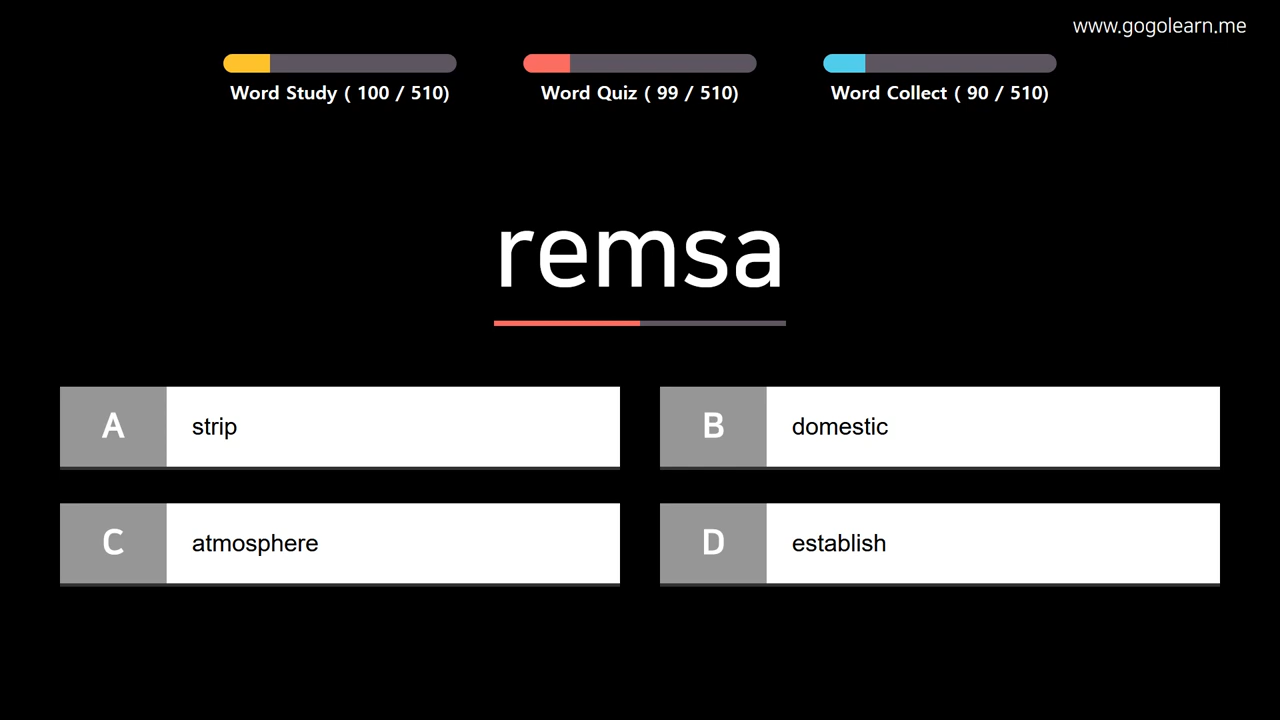 www.gogolearn.me
Word Study ( 100 / 510)
Word Quiz ( 99 / 510)
Word Collect ( 90 / 510)
remsa
A strip
B domestic
C atmosphere
D establish